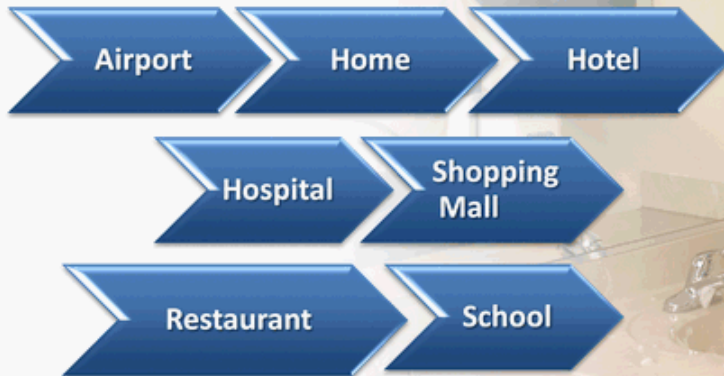 Airport
Home
Hotel
Hospital
Shopping
Mall
Restaurant
School